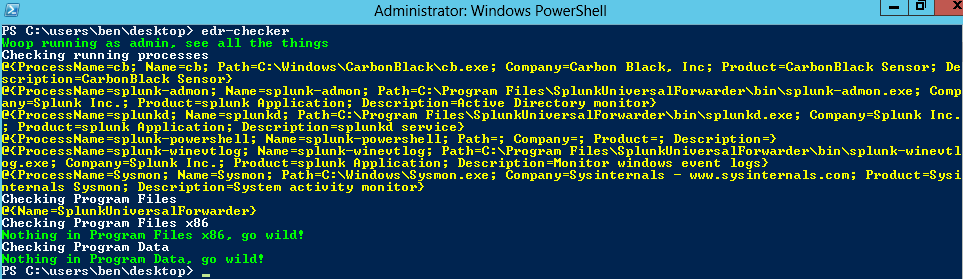 Administrator: Windows PowerShell
PS C:\users\ben\desktop> edr-checker
Woop running as admin, see all the things
Checking running processes
@{ProcessName=cb; Name=cb; Path=C:\Windows\CarbonBlack\cb.exe; Company=Carbon Black, Inc; Product=CarbonBlack Sensor; De
scription=CarbonBlack Sensor}
@{ProcessName=splunk-admon; Name=splunk-admon; Path=C:\Program Files\SplunkUniversalForwarder\bin\splunk-admon.exe; Comp
any=Splunk Inc.; Product=splunk Application; Description=Active Directory monitor}
@{ProcessName=splunkd; Name=splunkd; Path=C:\Program Files\SplunkUniversalForwarder\bin\splunkd.exe; Company=Splunk Inc.
; Product=splunk Application; Description=splunkd service}
@{ProcessName=splunk-powershell; Name=splunk-powershell; Path=; Company=; Product=; Description=}
@{ProcessName=splunk-winevtlog; Name=splunk-winevtlog; Path=C:\Program Files\SplunkUniversalForwarder\bin\splunk-winevtl
og.exe; Company=Splunk Inc.; Product=splunk Application; Description=Monitor windows event logs}
@{ProcessName=Sysmon; Name=Sysmon; Path=C:\Windows\Sysmon.exe; Company=Sysinternals - www.sysinternals.com; Product=Sysi
nternals Sysmon; Description=System activity monitor}
Checking Program Files
@{Name=SplunkUniversalForwarder}
Checking Program Files x86
Nothing in Program Files x86, go wild!
Checking Program Data
Nothing in Program Data, go wild!
PS C:\users\ben\desktop> _